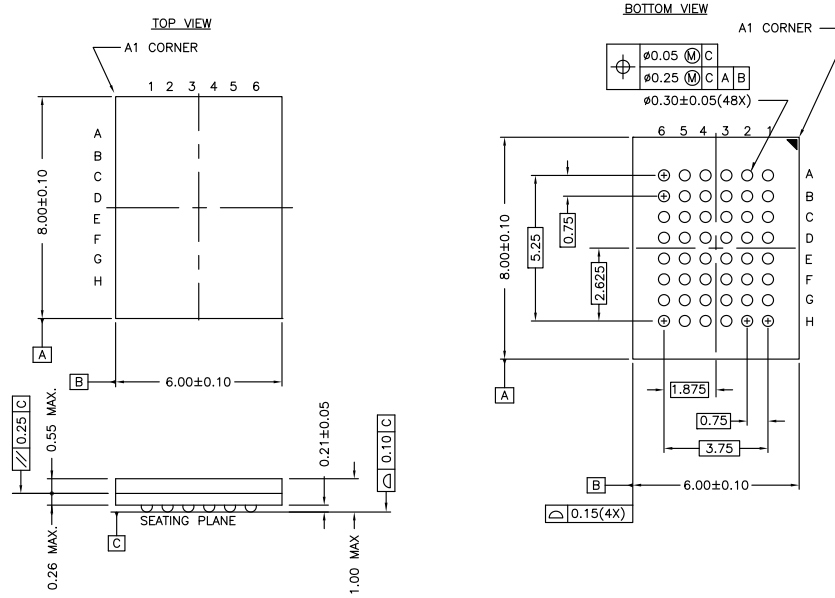 TOP VIEW
A1 CORNER
1 2 3 4 5 6
A
B
C
D
E
F
G
H
8.00±0.10
A
B
6.00±0.10
// 0.25 C
0.55 MAX.
0.21±0.05
0.10 C
SEATING PLANE
C
0.26 MAX.
1.00 MAX
BOTTOM VIEW
A1 CORNER
ø0.05 Ⓜ C
ø0.25 Ⓜ C A B
ø0.30±0.05(48X)
6 5 4 3 2 1
A
B
C
D
E
F
G
H
8.00±0.10
5.25
0.75
2.625
A
1.875
0.75
3.75
B
6.00±0.10
0.15(4X)